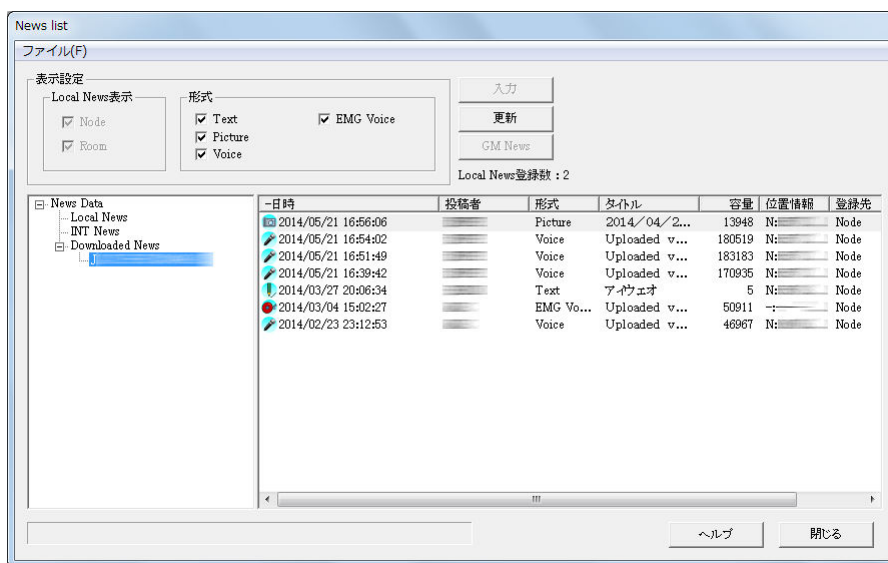 News list
ファイル(F)
表示設定
Local News表示
形式
Node
Room
Text
EMG Voice
Picture
Voice
入力
更新
GM News
Local News登録数 : 2
News Data
Local News
INT News
Downloaded News
J
-日時 投稿者 形式 タイトル 容量 位置情報 登録先
2014/05/21 16:56:06 Picture 2014/04/2... 13948 N: Node
2014/05/21 16:54:02 Voice Uploaded v... 180519 N: Node
2014/05/21 16:51:49 Voice Uploaded v... 183183 N: Node
2014/05/21 16:39:42 Voice Uploaded v... 170935 N: Node
2014/03/27 20:06:34 Text アイウエオ 5 N: Node
2014/03/04 15:02:27 EMG Vo... Uploaded v... 50911 -: Node
2014/02/23 23:12:53 Voice Uploaded v... 46967 N: Node
ヘルプ 閉じる